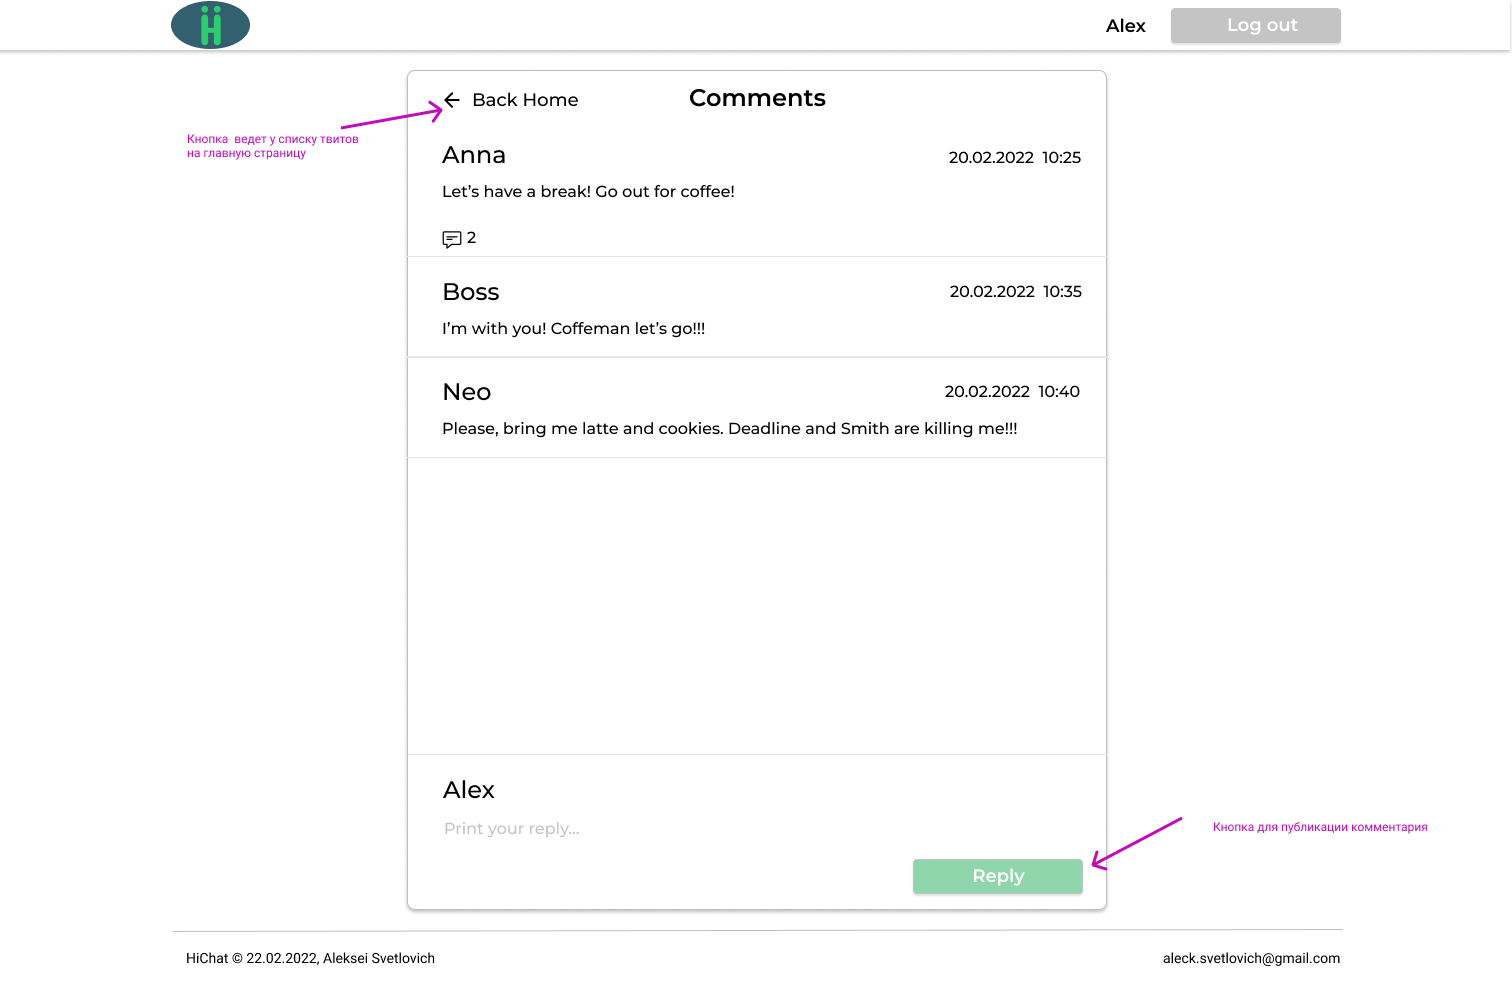 Alex
Log out
Back Home
Comments
Кнопка ведет у списку твитов
на главную страницу
Anna
20.02.2022 10:25
Let’s have a break! Go out for coffee!
2
Boss
20.02.2022 10:35
I’m with you! Coffeman let’s go!!!
Neo
20.02.2022 10:40
Please, bring me latte and cookies. Deadline and Smith are killing me!!!
Alex
Print your reply...
Кнопка для публикации комментария
Reply
HiChat © 22.02.2022, Aleksei Svetlovich
aleck.svetlovich@gmail.com